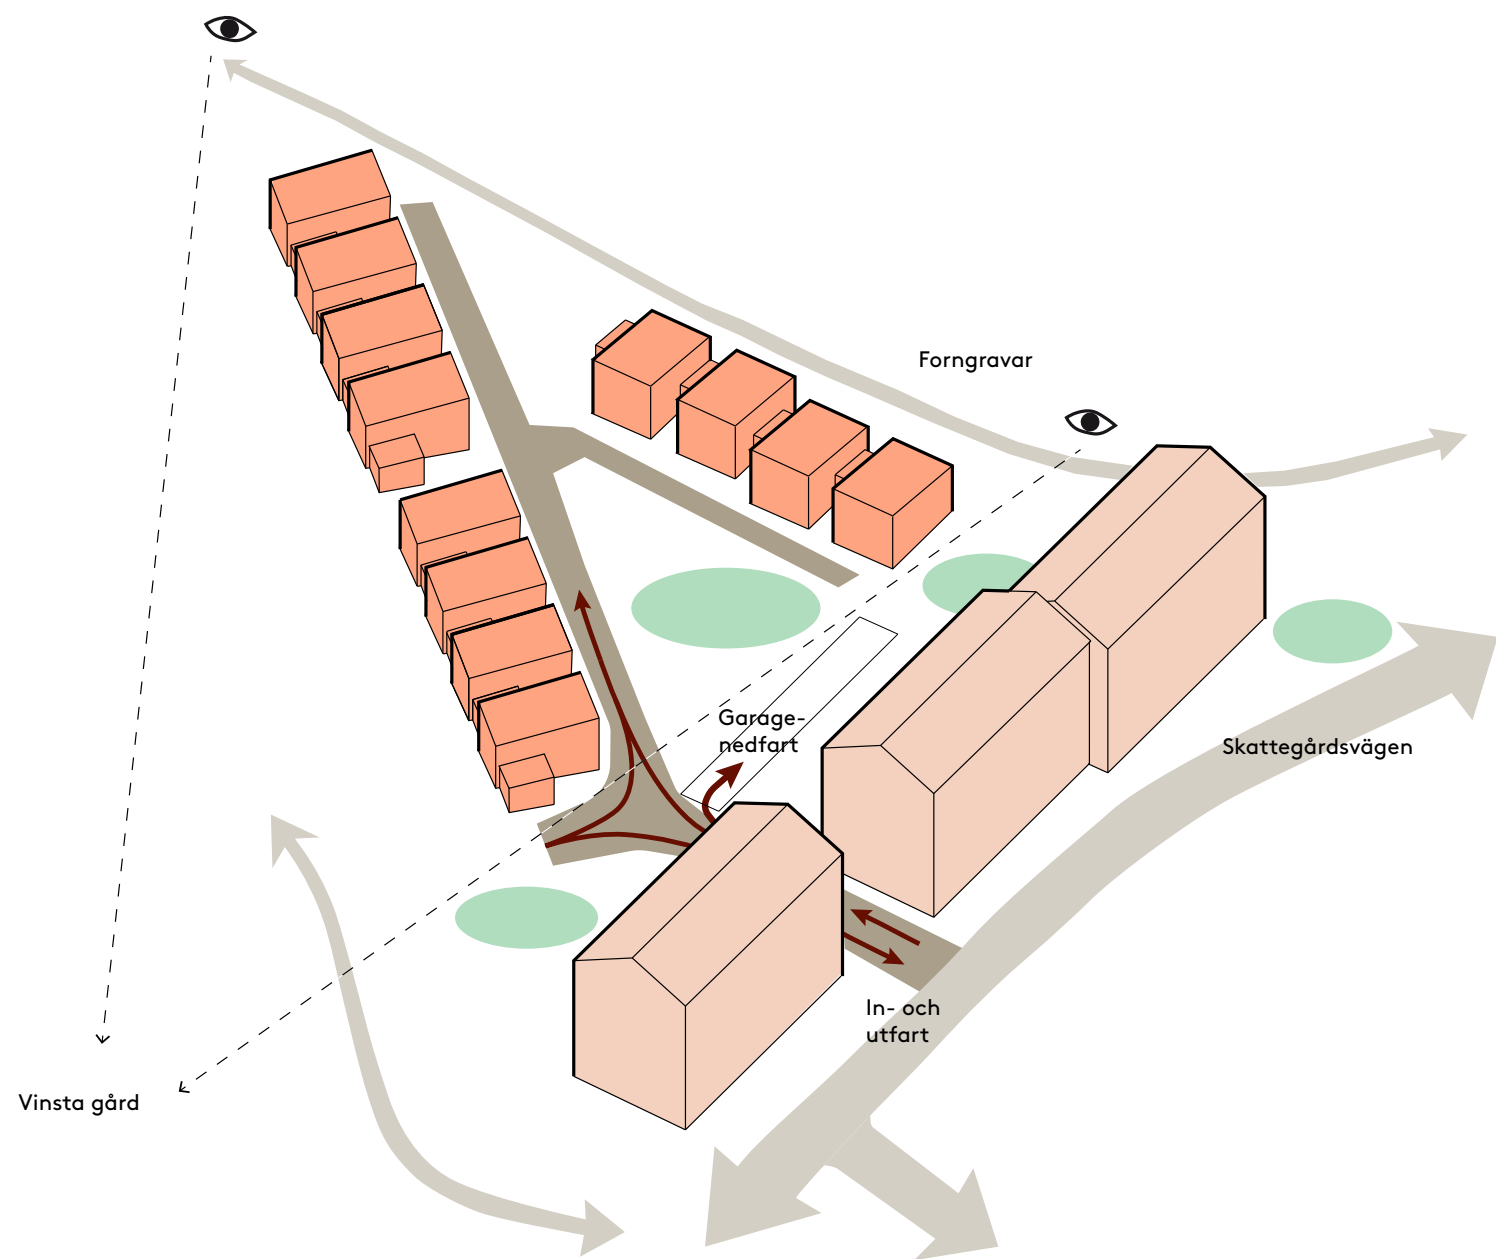 Forngravar
Garage-
nedfart
Skattegårdsvägen
In- och
utfart
Vinsta gård